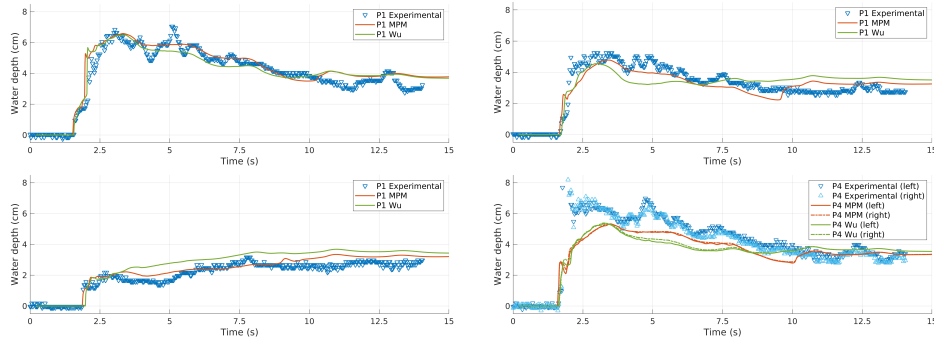 8
6
4
2
0
Water depth (cm)
P1 Experimental
P1 MPM
P1 Wu
0 2.5 5 7.5 10 12.5 15
Time (s)
8
6
4
2
0
Water depth (cm)
P1 Experimental
P1 MPM
P1 Wu
0 2.5 5 7.5 10 12.5 15
Time (s)
8
6
4
2
0
Water depth (cm)
P1 Experimental
P1 MPM
P1 Wu
0 2.5 5 7.5 10 12.5 15
Time (s)
8
6
4
2
0
Water depth (cm)
P4 Experimental (left)
P4 Experimental (right)
P4 MPM (left)
P4 MPM (right)
P4 Wu (left)
P4 Wu (right)
0 2.5 5 7.5 10 12.5 15
Time (s)